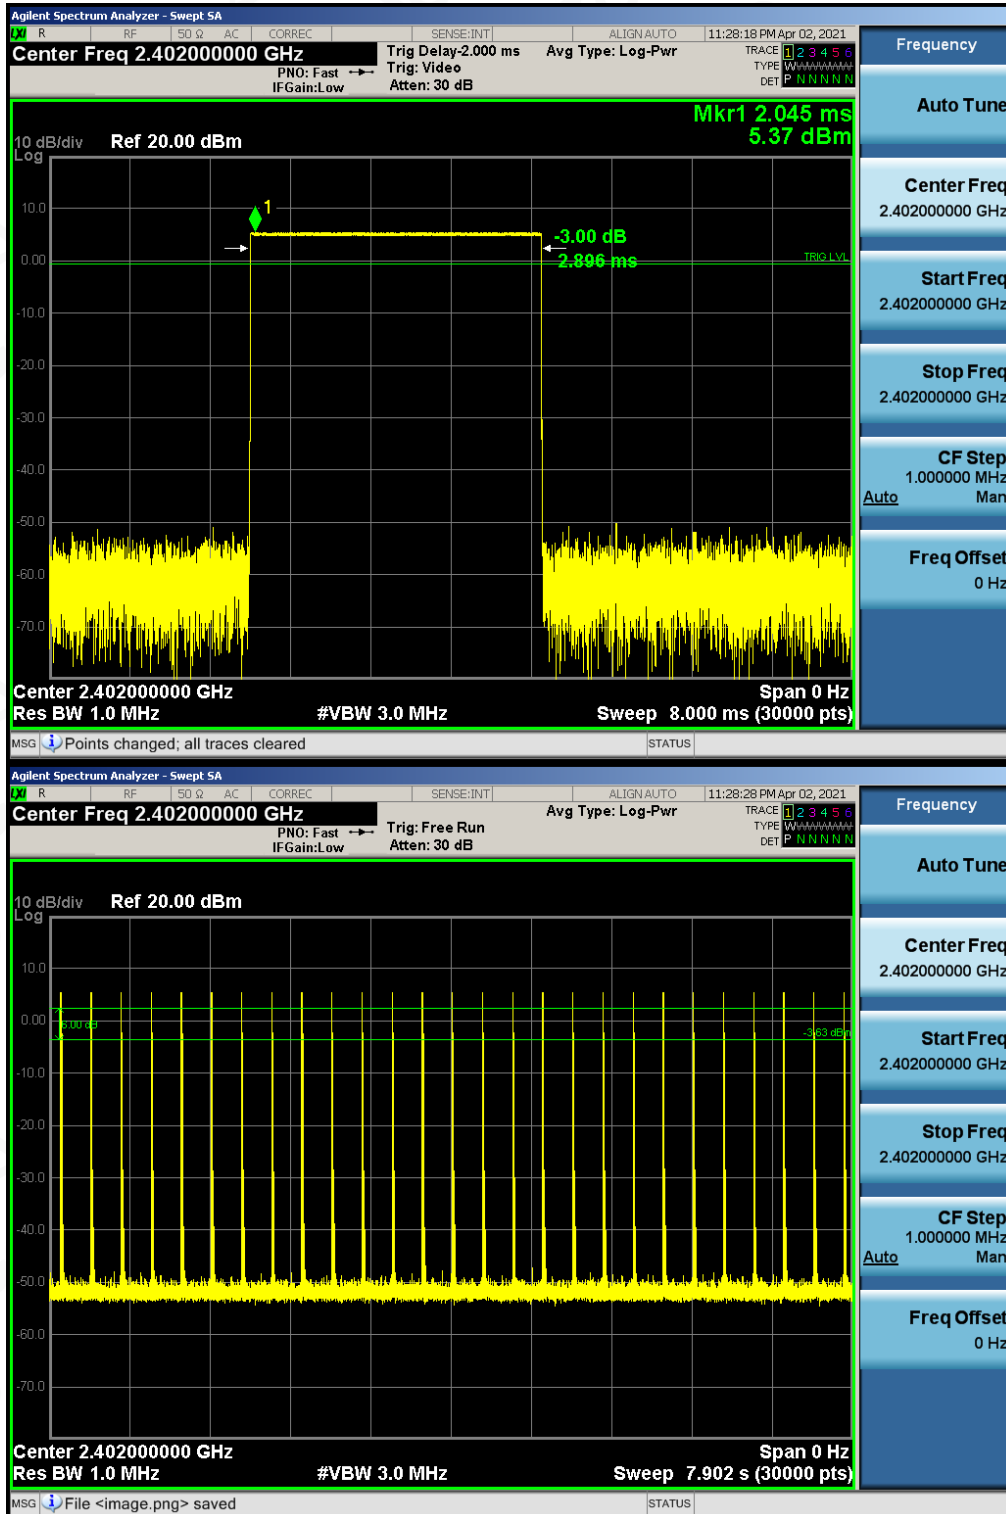 Agilent Spectrum Analyzer - Swept SA
LXI R RF 50 Ω AC CORREC SENSE:INT ALIGN AUTO 11:28:18 PM Apr 02, 2021
Center Freq 2.402000000 GHz Trig Delay-2.000 ms Avg Type: Log-Pwr TRACE 1 2 3 4 5 6
PNO: Fast Trig: Video TYPE WWWWWW
IFGain:Low Atten: 30 dB DET P N N N N N
Mkr1 2.045 ms
5.37 dBm
10 dB/div Ref 20.00 dBm
Log
10.0
1
-3.00 dB
2.896 ms
0.00
TRIG LVL
-10.0
-20.0
-30.0
-40.0
-50.0
-60.0
-70.0
Center 2.402000000 GHz Span 0 Hz
Res BW 1.0 MHz #VBW 3.0 MHz Sweep 8.000 ms (30000 pts)
MSG Points changed; all traces cleared STATUS
Frequency
Auto Tune
Center Freq
2.402000000 GHz
Start Freq
2.402000000 GHz
Stop Freq
2.402000000 GHz
CF Step
1.000000 MHz
Auto Man
Freq Offset
0 Hz
Agilent Spectrum Analyzer - Swept SA
LXI R RF 50 Ω AC CORREC SENSE:INT ALIGN AUTO 11:28:28 PM Apr 02, 2021
Center Freq 2.402000000 GHz Avg Type: Log-Pwr TRACE 1 2 3 4 5 6
PNO: Fast Trig: Free Run TYPE WWWWWW
IFGain:Low Atten: 30 dB DET P N N N N N
10 dB/div Ref 20.00 dBm
Log
10.0
0.00
6.00 dB
-3.63 dBm
-10.0
-20.0
-30.0
-40.0
-50.0
-60.0
-70.0
Center 2.402000000 GHz Span 0 Hz
Res BW 1.0 MHz #VBW 3.0 MHz Sweep 7.902 s (30000 pts)
MSG File <image.png> saved STATUS
Frequency
Auto Tune
Center Freq
2.402000000 GHz
Start Freq
2.402000000 GHz
Stop Freq
2.402000000 GHz
CF Step
1.000000 MHz
Auto Man
Freq Offset
0 Hz